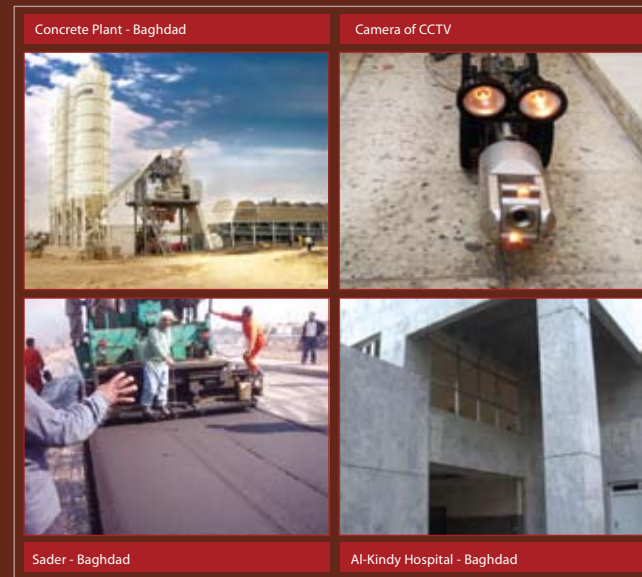 Concrete Plant - Baghdad
Camera of CCTV
Sader - Baghdad
Al-Kindy Hospital - Baghdad